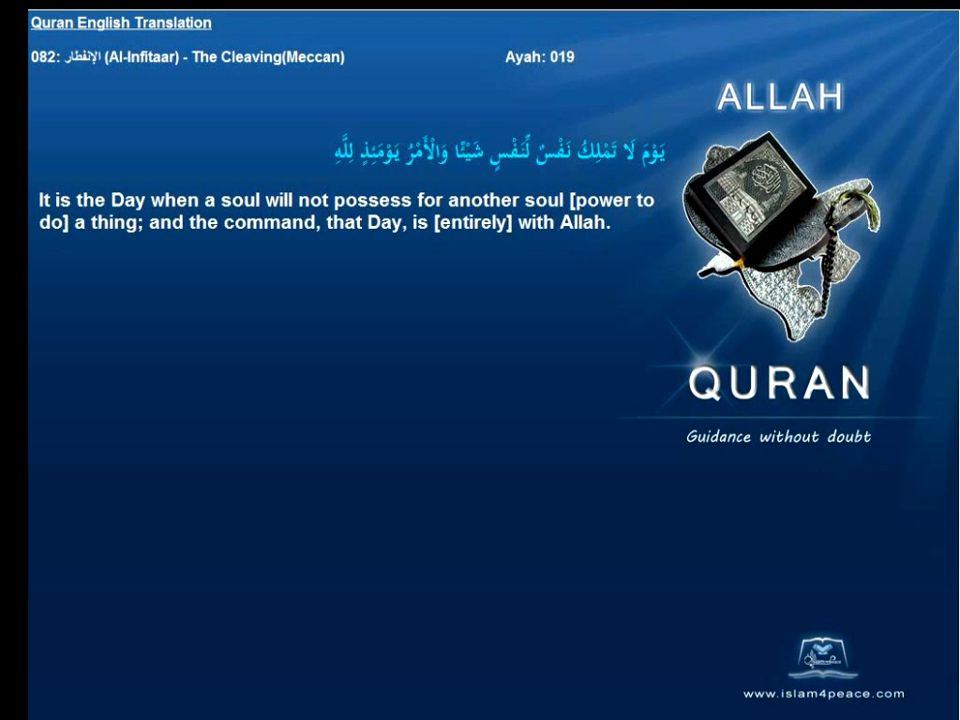 Quran English Translation
082: الإنفطار (Al-Infitaar) - The Cleaving(Meccan) Ayah: 019
ALLAH
يَوْمَ لَا تَمْلِكُ نَفْسٌ لِّنَفْسٍ شَيْئًا وَالْأَمْرُ يَوْمَئِذٍ لِلَّهِ
It is the Day when a soul will not possess for another soul [power to
do] a thing; and the command, that Day, is [entirely] with Allah.
QURAN
Guidance without doubt
www.islam4peace.com